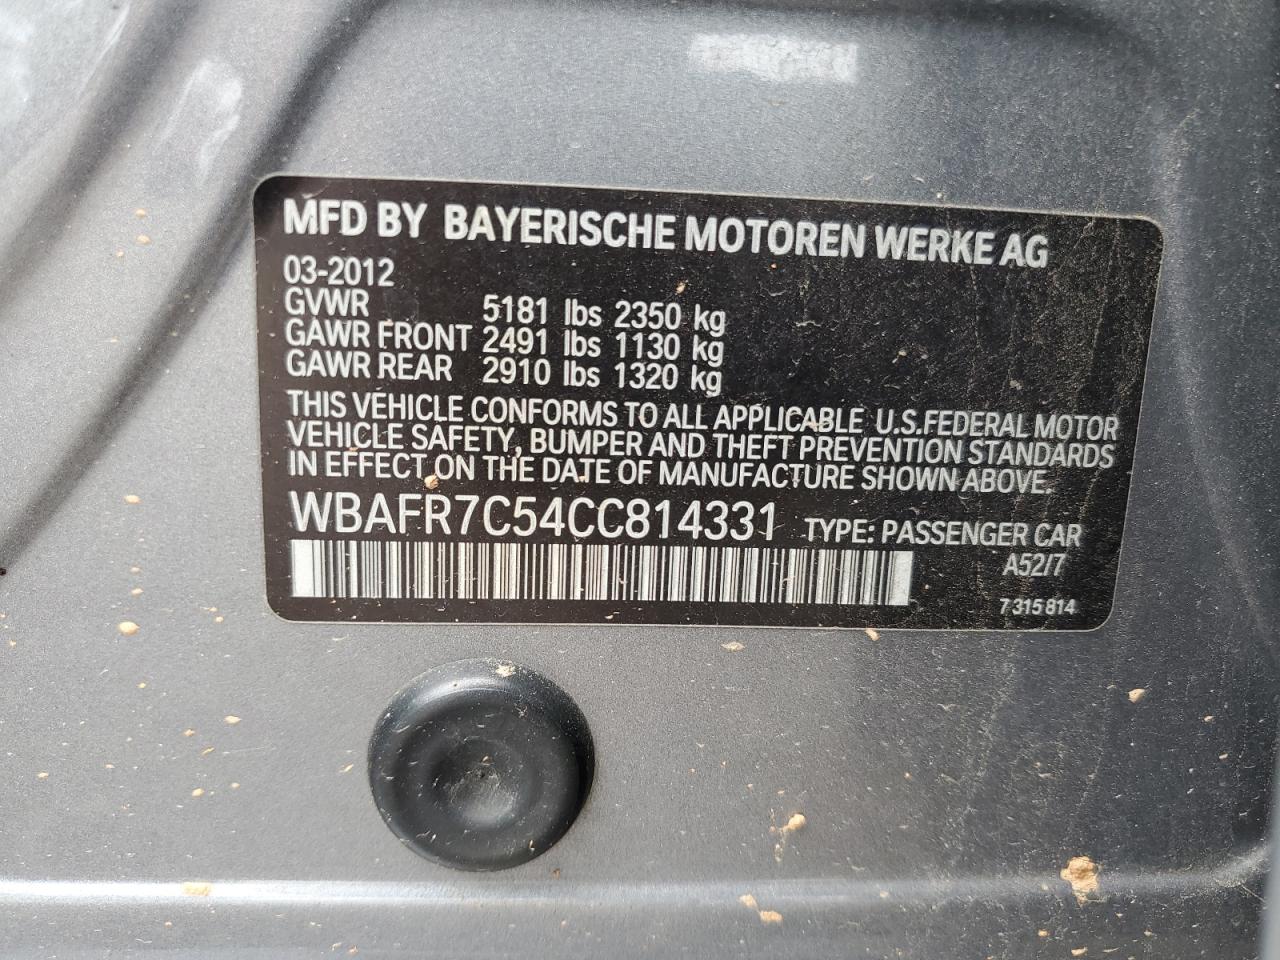 MFD BY BAYERISCHE MOTOREN WERKE AG
03-2012
GVWR 5181 lbs 2350 kg
GAWR FRONT 2491 lbs 1130 kg
GAWR REAR 2910 lbs 1320 kg
THIS VEHICLE CONFORMS TO ALL APPLICABLE U.S.FEDERAL MOTOR
VEHICLE SAFETY, BUMPER AND THEFT PREVENTION STANDARDS
IN EFFECT ON THE DATE OF MANUFACTURE SHOWN ABOVE.
WBAFR7C54CC814331 TYPE: PASSENGER CAR
A52/7
7 315 814